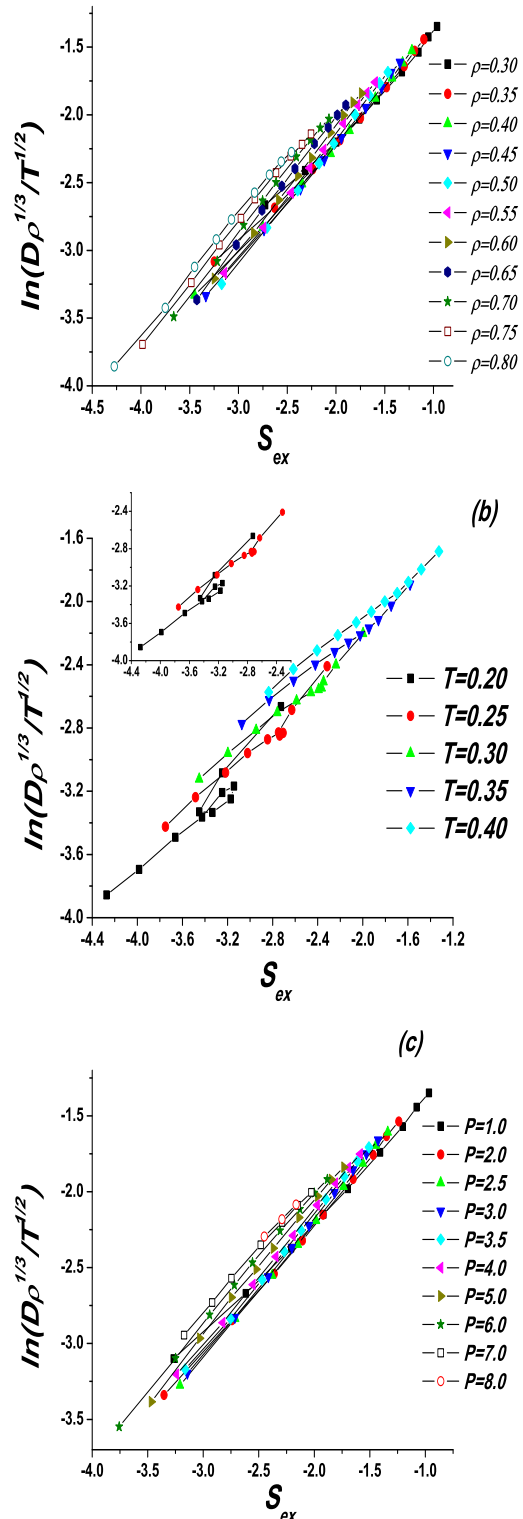 -1.5
-2.0
-2.5
-3.0
-3.5
-4.0
ln(Dρ^{1/3}/T^{1/2})
-4.5 -4.0 -3.5 -3.0 -2.5 -2.0 -1.5 -1.0
S_{ex}
ρ=0.30
ρ=0.35
ρ=0.40
ρ=0.45
ρ=0.50
ρ=0.55
ρ=0.60
ρ=0.65
ρ=0.70
ρ=0.75
ρ=0.80
(b)
-2.4
-2.8
-3.2
-3.6
-4.0
-4.4 -4.0 -3.6 -3.2 -2.8 -2.4
-1.6
-2.0
-2.4
-2.8
-3.2
-3.6
-4.0
ln(Dρ^{1/3}/T^{1/2})
-4.4 -4.0 -3.6 -3.2 -2.8 -2.4 -2.0 -1.6 -1.2
S_{ex}
T=0.20
T=0.25
T=0.30
T=0.35
T=0.40
(c)
-1.5
-2.0
-2.5
-3.0
-3.5
ln(Dρ^{1/3}/T^{1/2})
-4.0 -3.5 -3.0 -2.5 -2.0 -1.5 -1.0
S_{ex}
P=1.0
P=2.0
P=2.5
P=3.0
P=3.5
P=4.0
P=5.0
P=6.0
P=7.0
P=8.0